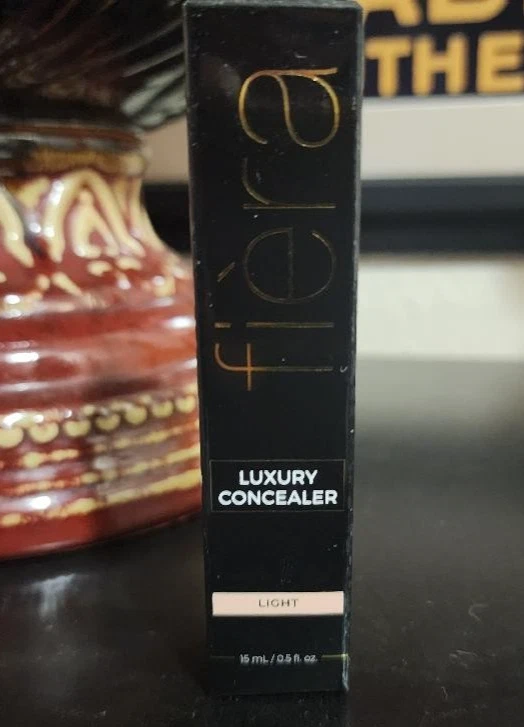 THE
fièra
LUXURY
CONCEALER
LIGHT
15 mL / 0.5 fl. oz